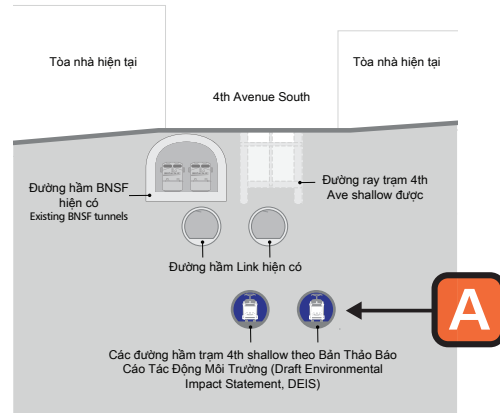 Tòa nhà hiện tại
Tòa nhà hiện tại
4th Avenue South
Đường hầm BNSF
hiện có
Existing BNSF tunnels
Đường ray trạm 4th
Ave shallow được
Đường hầm Link hiện có
A
Các đường hầm trạm 4th shallow theo Bản Thảo Báo
Cáo Tác Động Môi Trường (Draft Environmental
Impact Statement, DEIS)